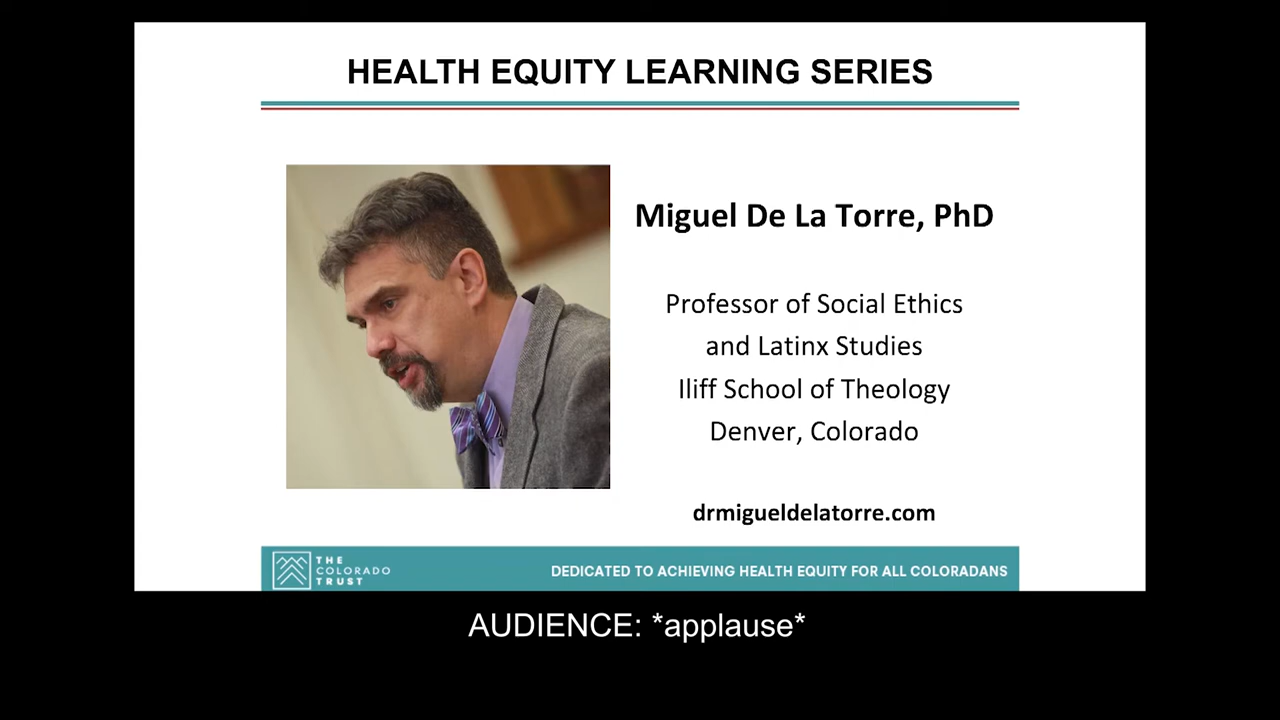 HEALTH EQUITY LEARNING SERIES
Miguel De La Torre, PhD
Professor of Social Ethics
and Latinx Studies
Iliff School of Theology
Denver, Colorado
drmigueldelatorre.com
THE
COLORADO
TRUST
DEDICATED TO ACHIEVING HEALTH EQUITY FOR ALL COLORADANS
AUDIENCE: *applause*